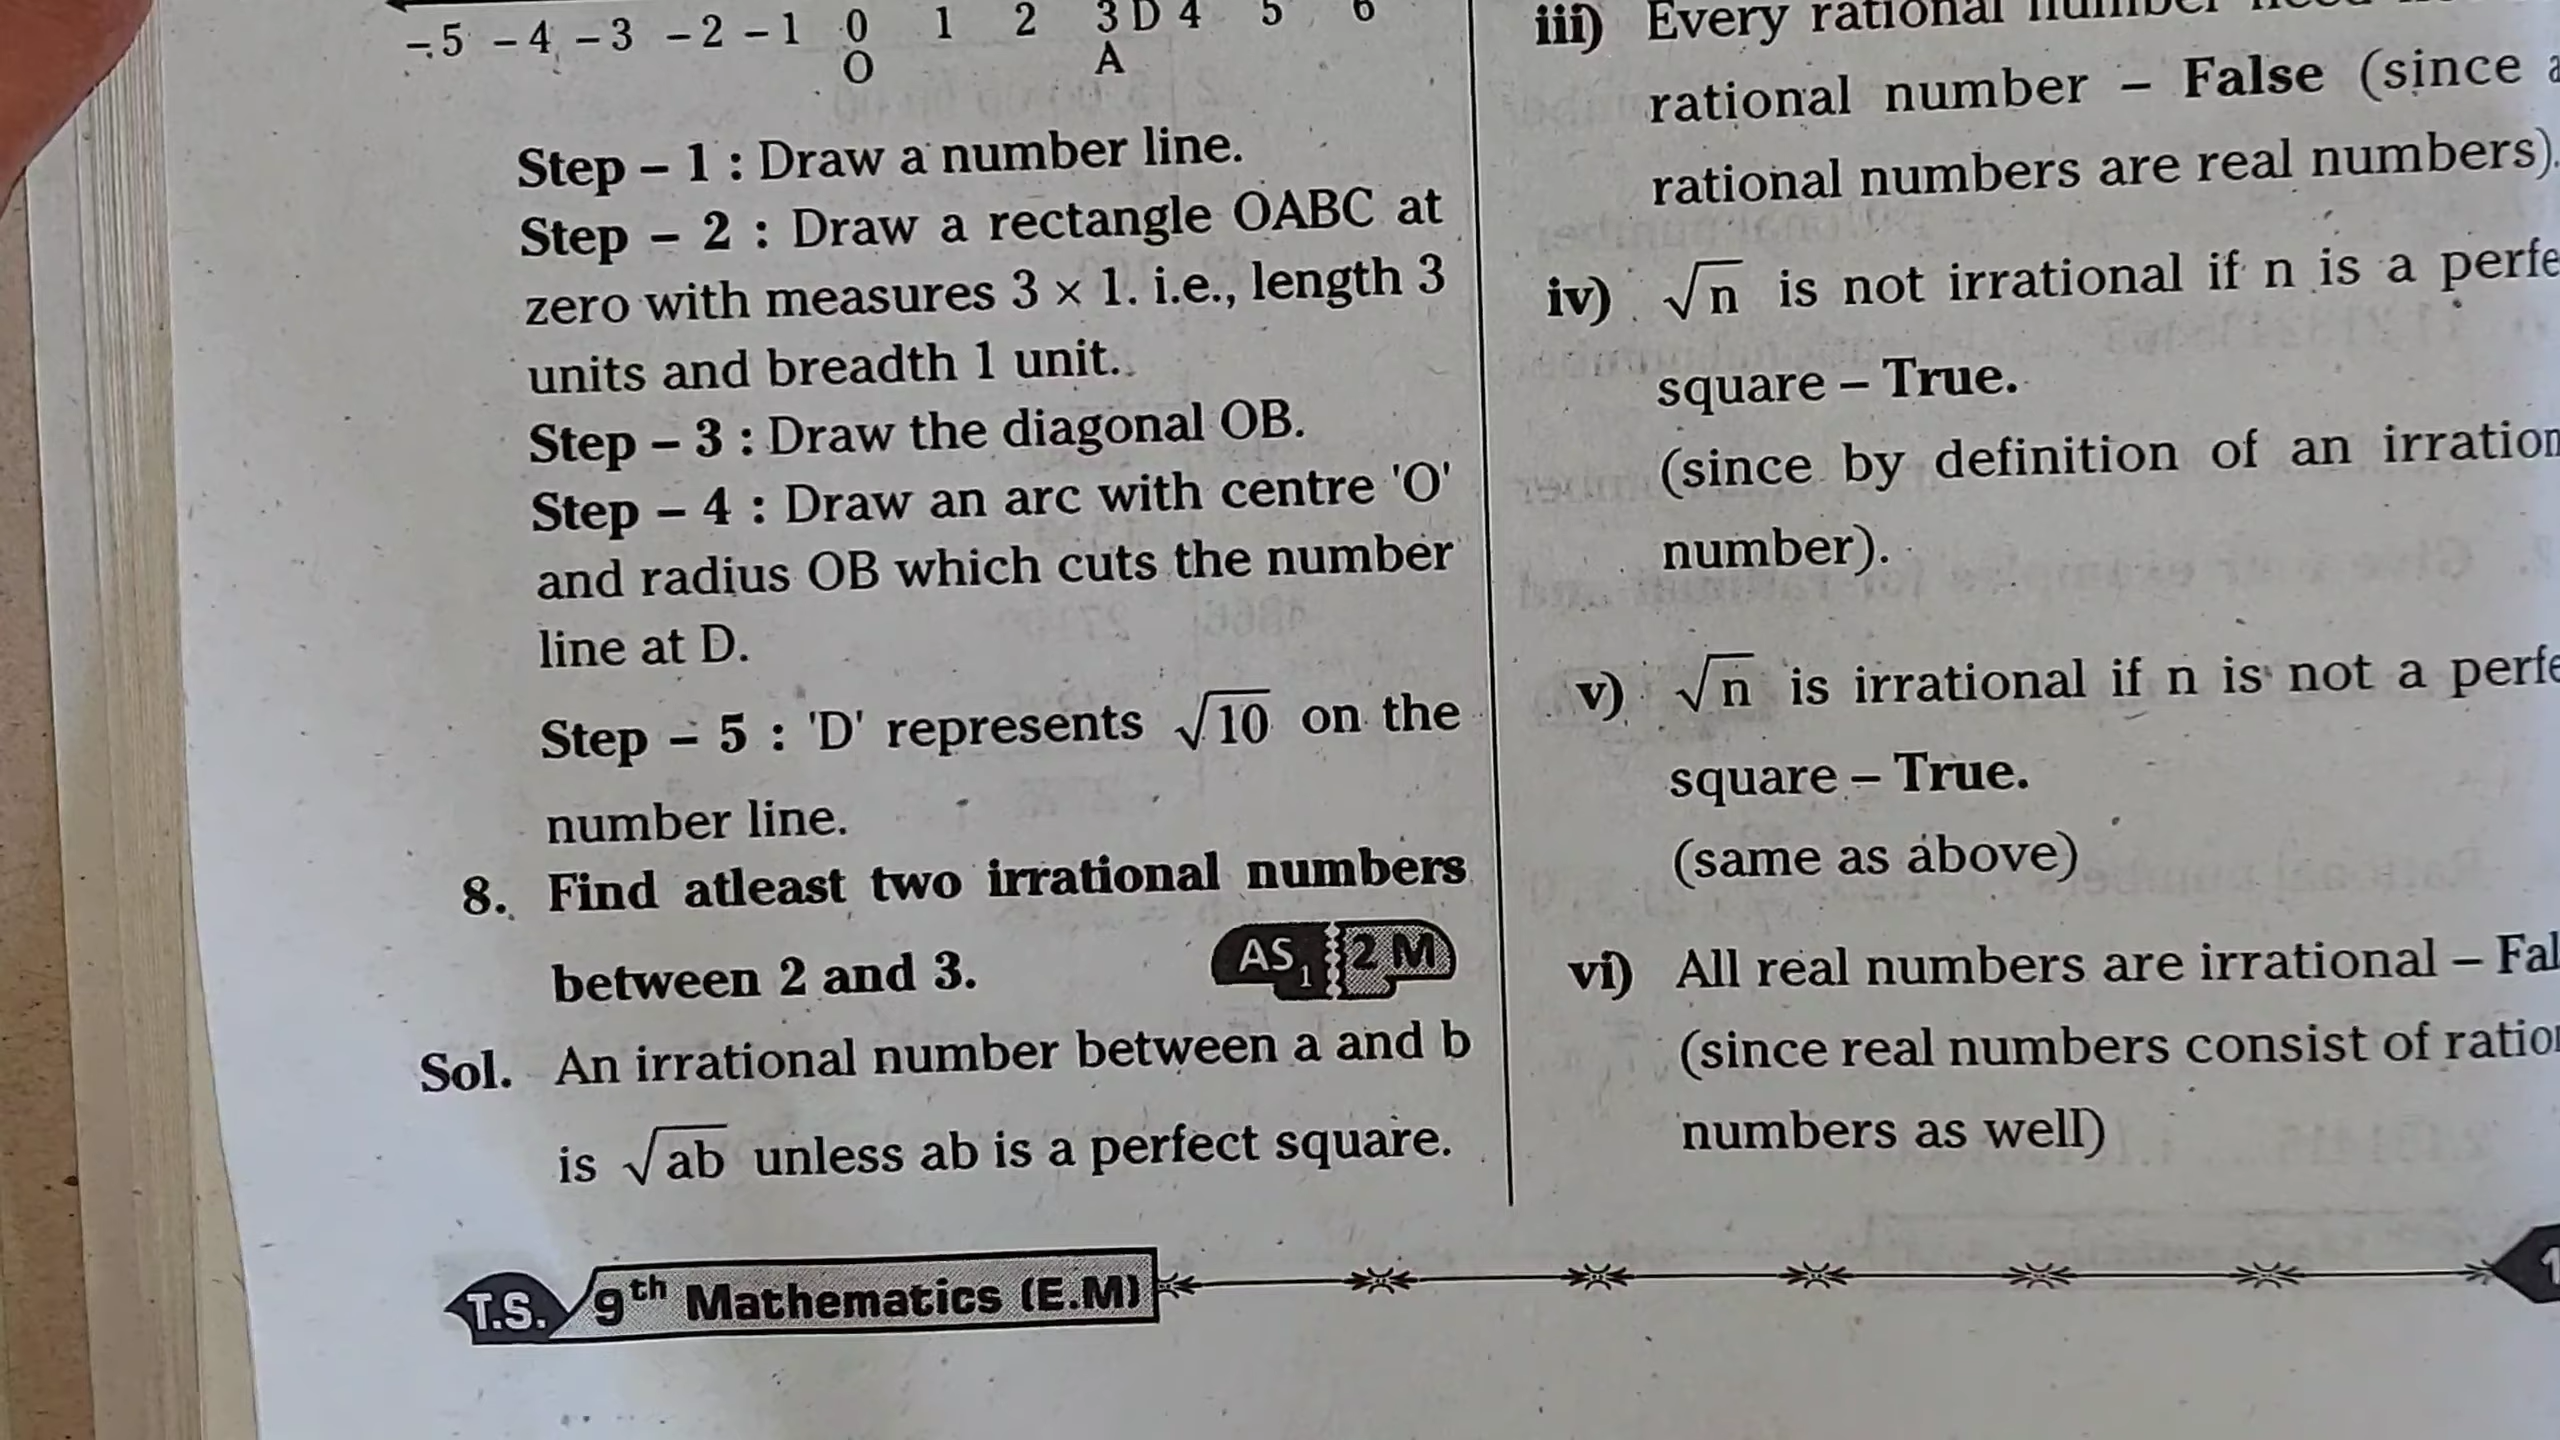 – 5 – 4 – 3 – 2 – 1 0 1 2 3 D 4 5 6
O A
Step – 1 : Draw a number line.
Step – 2 : Draw a rectangle OABC at
zero with measures 3 × 1. i.e., length 3
units and breadth 1 unit.
Step – 3 : Draw the diagonal OB.
Step – 4 : Draw an arc with centre 'O'
and radius OB which cuts the number
line at D.
Step – 5 : 'D' represents √10 on the
number line.
8. Find atleast two irrational numbers
between 2 and 3. AS1 2 M
Sol. An irrational number between a and b
is √ab unless ab is a perfect square.
iii) Every rational number need
rational number – False (since
rational numbers are real numbers).
iv) √n is not irrational if n is a perfe
square – True.
(since by definition of an irration
number).
v) √n is irrational if n is not a perfe
square – True.
(same as above)
vi) All real numbers are irrational – Fal
(since real numbers consist of ratio
numbers as well)
T.S. 9th Mathematics (E.M) 1